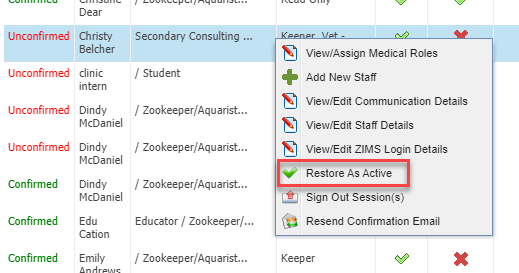 Confirmed Christine / Zookeeper/Aquarist... Read Only
Dear
Unconfirmed Christy Secondary Consulting ... Keeper, Vet -
Belcher
Unconfirmed clinic / Student
intern
Unconfirmed Dindy / Zookeeper/Aquarist...
McDaniel
Unconfirmed Dindy / Zookeeper/Aquarist...
McDaniel
Confirmed Dindy / Zookeeper/Aquarist...
McDaniel
Confirmed Edu Educator / Zookeeper/...
Cation
Confirmed Emily / Zookeeper/Aquarist... Keeper
Andrews
View/Assign Medical Roles
Add New Staff
View/Edit Communication Details
View/Edit Staff Details
View/Edit ZIMS Login Details
Restore As Active
Sign Out Session(s)
Resend Confirmation Email